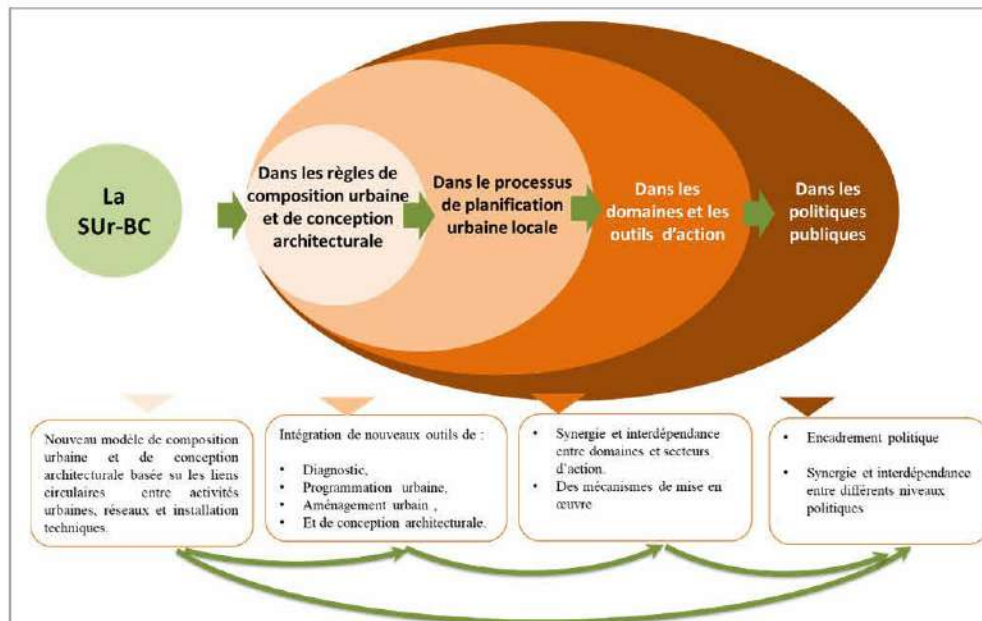 La
SUr-BC
Dans les règles de
composition urbaine
et de conception
architecturale
Dans le processus
de planification
urbaine locale
Dans les
domaines et les
outils d'action
Dans les
politiques
publiques
Nouveau modèle de composition
urbaine et de conception
architecturale basée su les liens
circulaires entre activités
urbaines, réseaux et installation
techniques.
Intégration de nouveaux outils de :
• Diagnostic,
• Programmation urbaine,
• Aménagement urbain ,
• Et de conception architecturale.
• Synergie et interdépendance
entre domaines et secteurs
d'action.
• Des mécanismes de mise en
œuvre
• Encadrement politique
• Synergie et interdépendance
entre différents niveaux
politiques